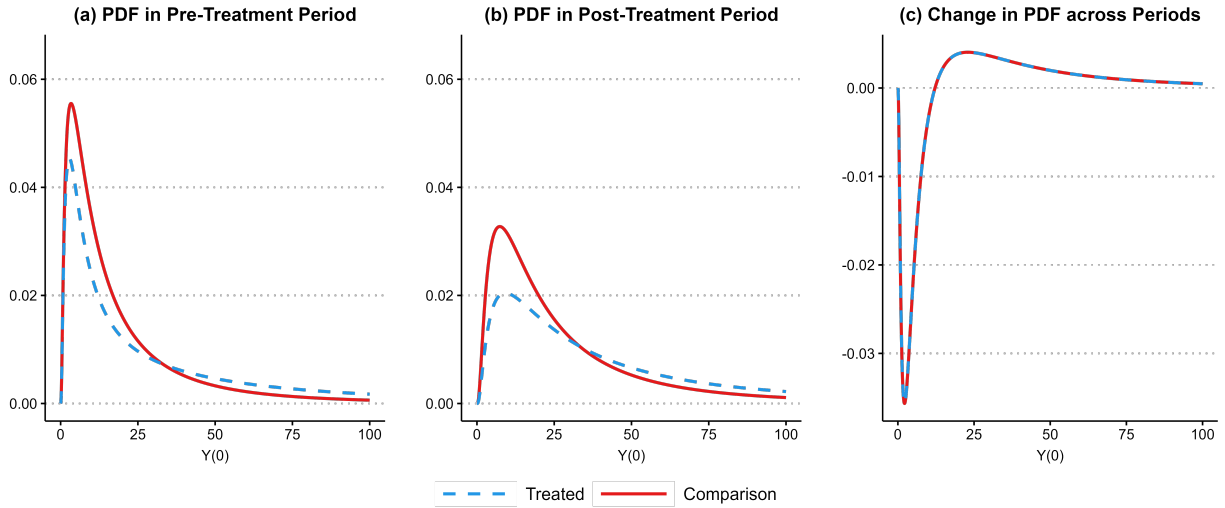 (a) PDF in Pre-Treatment Period
0.06
0.04
0.02
0.00
0 25 50 75 100
Y(0)
(b) PDF in Post-Treatment Period
0.06
0.04
0.02
0.00
0 25 50 75 100
Y(0)
(c) Change in PDF across Periods
0.00
-0.01
-0.02
-0.03
0 25 50 75 100
Y(0)
Treated Comparison